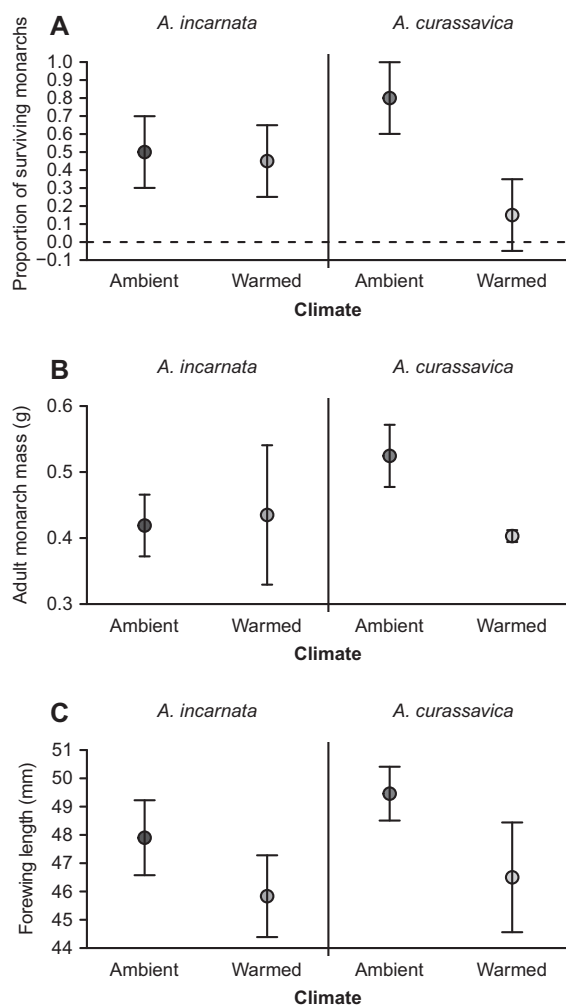 A
A. incarnata
A. curassavica
Proportion of surviving monarchs
1.0
0.9
0.8
0.7
0.6
0.5
0.4
0.3
0.2
0.1
0.0
−0.1
Ambient
Warmed
Ambient
Warmed
Climate
B
A. incarnata
A. curassavica
Adult monarch mass (g)
0.6
0.5
0.4
0.3
Ambient
Warmed
Ambient
Warmed
Climate
C
A. incarnata
A. curassavica
Forewing length (mm)
51
50
49
48
47
46
45
44
Ambient
Warmed
Ambient
Warmed
Climate